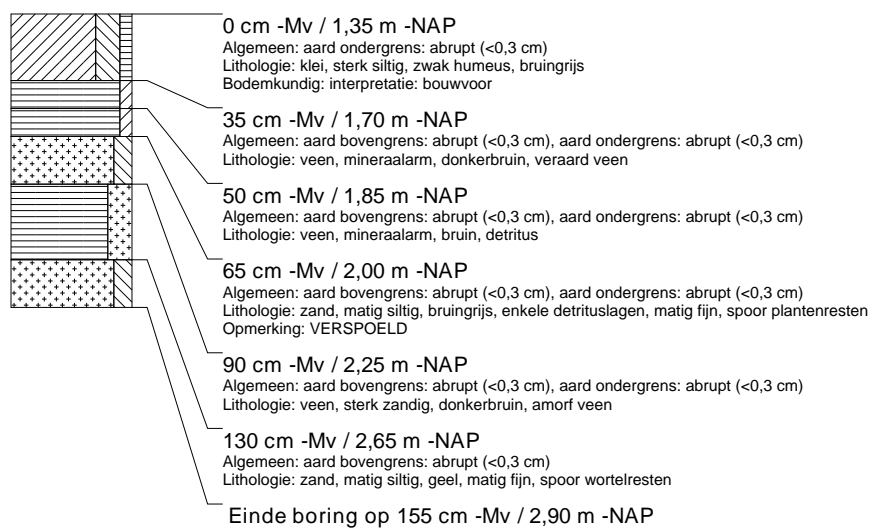 0 cm -Mv / 1,35 m -NAP
Algemeen: aard ondergrens: abrupt (<0,3 cm)
Lithologie: klei, sterk siltig, zwak humeus, bruingrijs
Bodemkundig: interpretatie: bouwvoor
35 cm -Mv / 1,70 m -NAP
Algemeen: aard bovengrens: abrupt (<0,3 cm), aard ondergrens: abrupt (<0,3 cm)
Lithologie: veen, mineraalarm, donkerbruin, veraard veen
50 cm -Mv / 1,85 m -NAP
Algemeen: aard bovengrens: abrupt (<0,3 cm), aard ondergrens: abrupt (<0,3 cm)
Lithologie: veen, mineraalarm, bruin, detritus
65 cm -Mv / 2,00 m -NAP
Algemeen: aard bovengrens: abrupt (<0,3 cm), aard ondergrens: abrupt (<0,3 cm)
Lithologie: zand, matig siltig, bruingrijs, enkele detrituslagen, matig fijn, spoor plantenresten
Opmerking: VERSPOELD
90 cm -Mv / 2,25 m -NAP
Algemeen: aard bovengrens: abrupt (<0,3 cm), aard ondergrens: abrupt (<0,3 cm)
Lithologie: veen, sterk zandig, donkerbruin, amorf veen
130 cm -Mv / 2,65 m -NAP
Algemeen: aard bovengrens: abrupt (<0,3 cm)
Lithologie: zand, matig siltig, geel, matig fijn, spoor wortelresten
Einde boring op 155 cm -Mv / 2,90 m -NAP